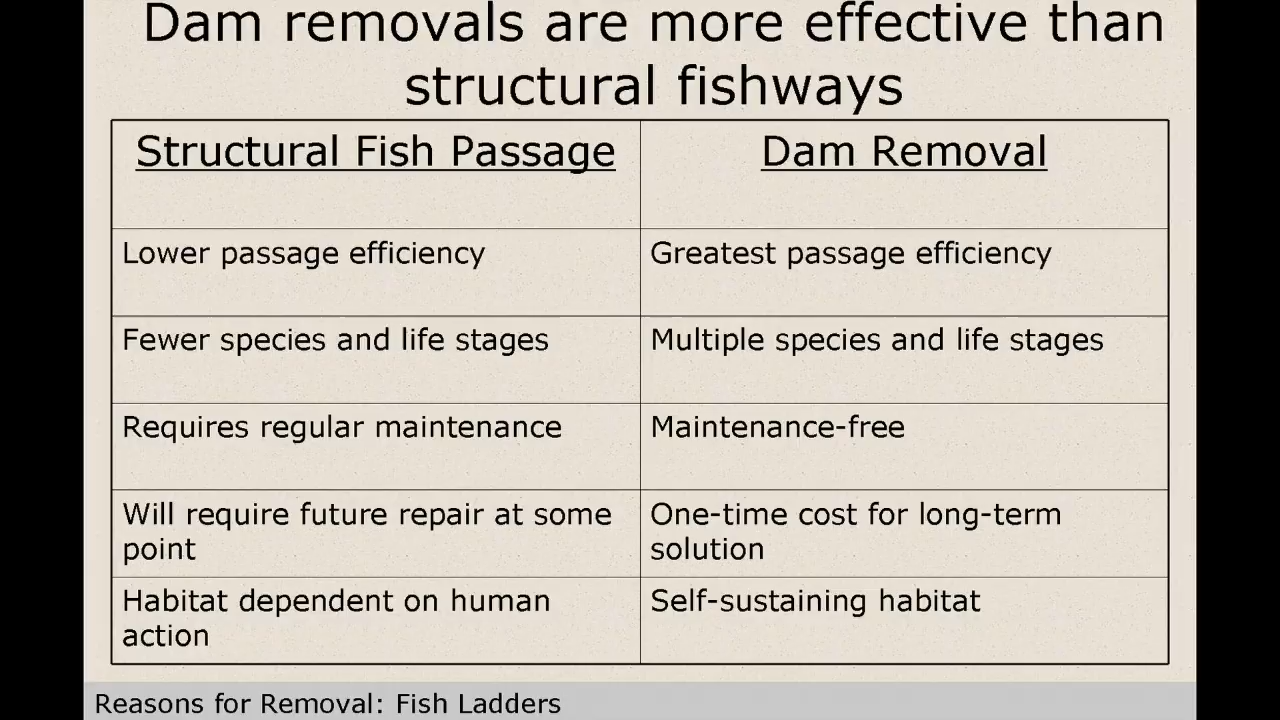 Dam removals are more effective than
structural fishways
Structural Fish Passage
Dam Removal
Lower passage efficiency
Greatest passage efficiency
Fewer species and life stages
Multiple species and life stages
Requires regular maintenance
Maintenance-free
Will require future repair at some
point
One-time cost for long-term
solution
Habitat dependent on human
action
Self-sustaining habitat
Reasons for Removal: Fish Ladders